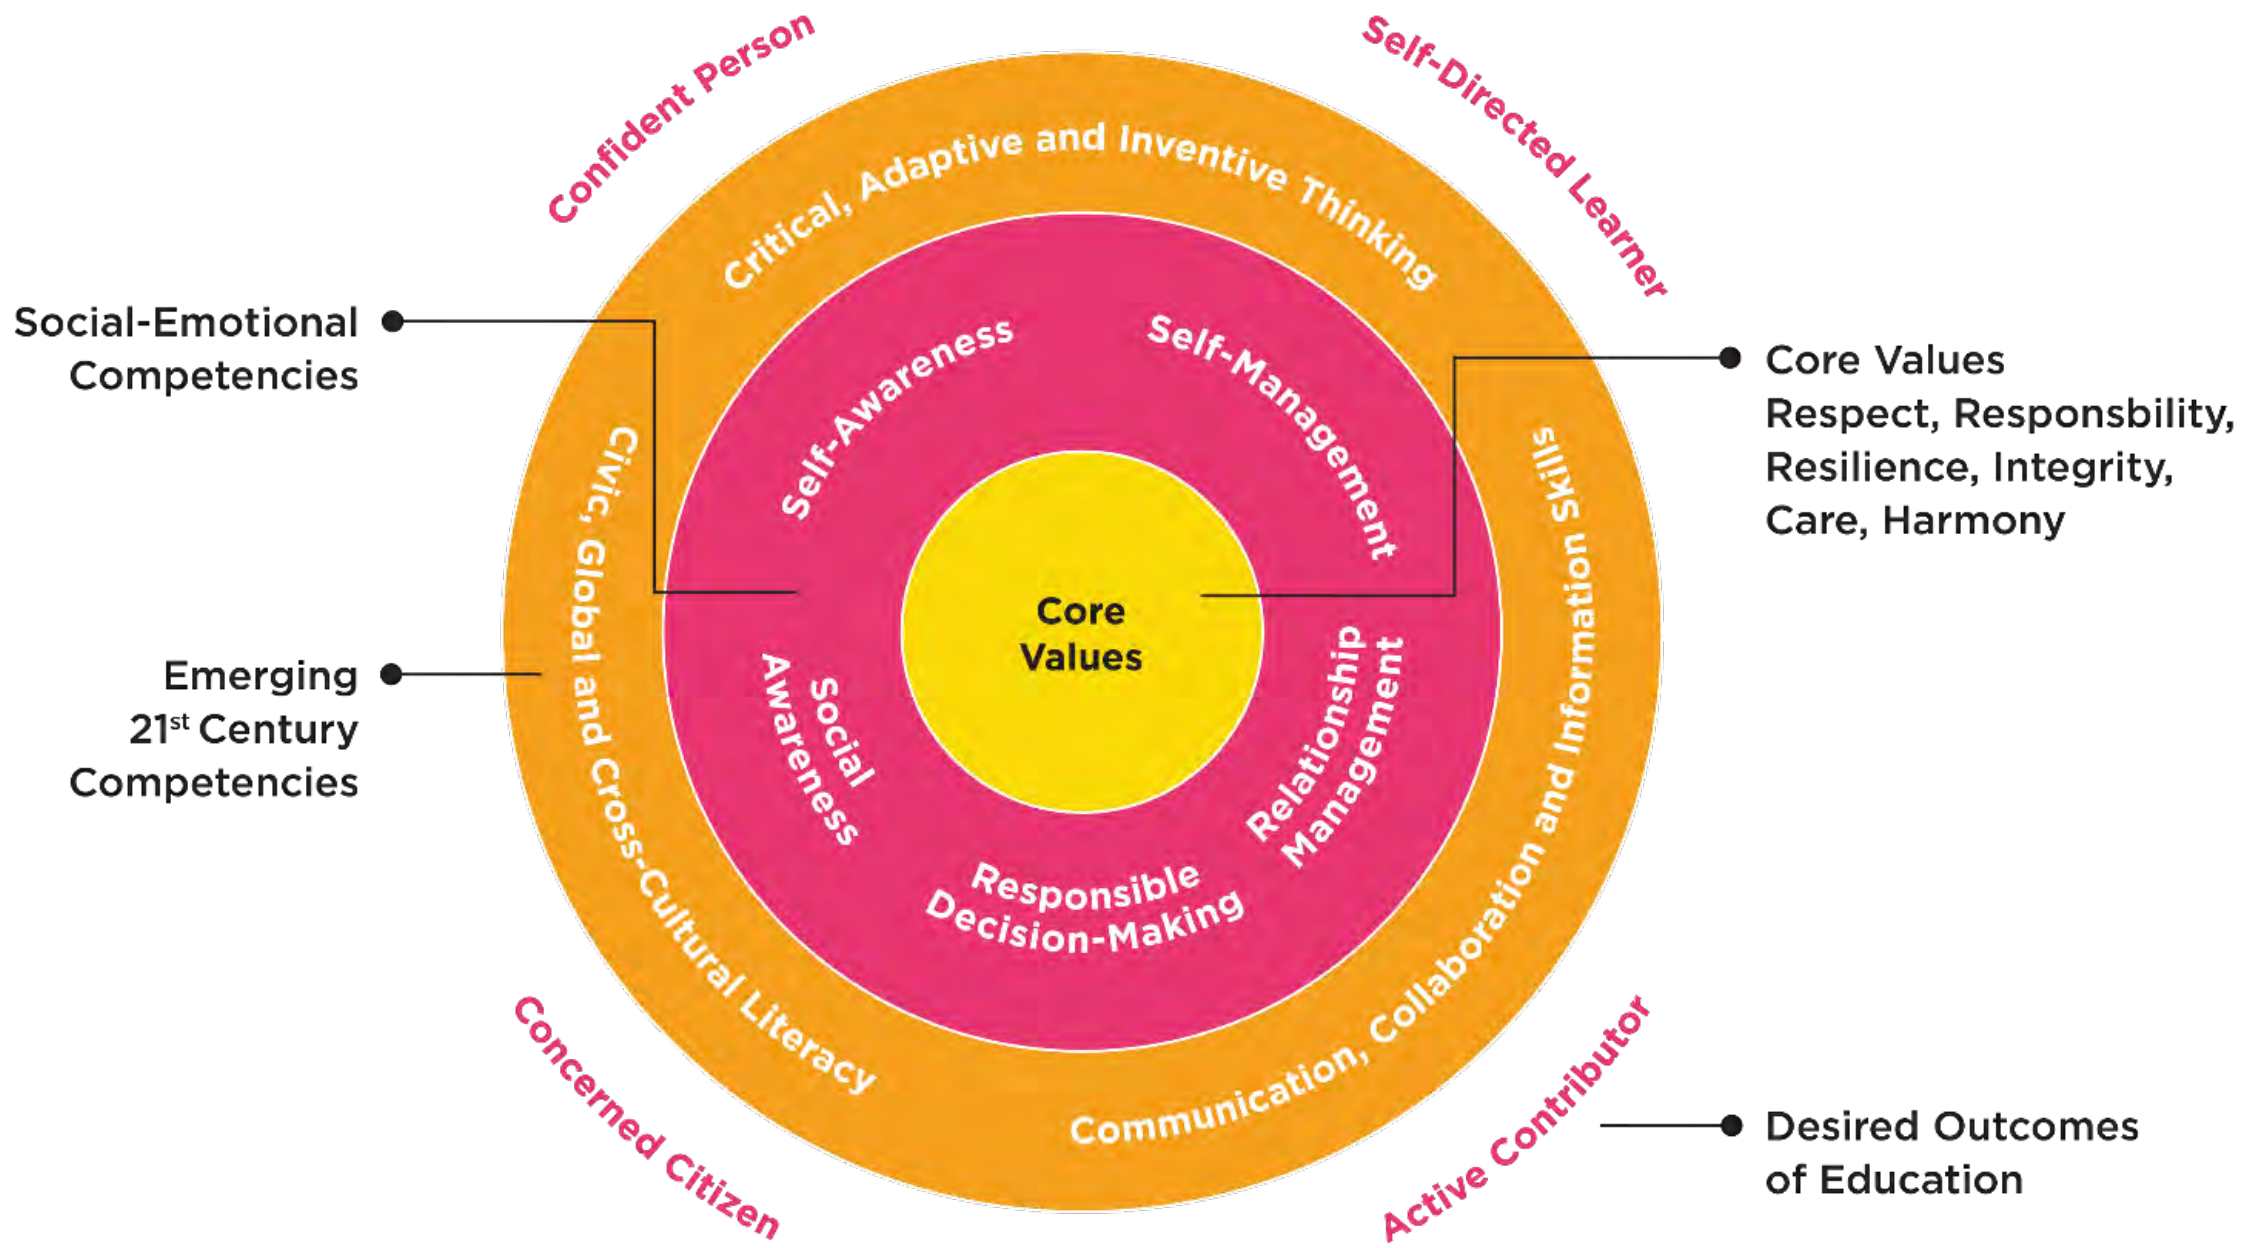 Confident Person
Self-Directed Learner
Critical, Adaptive and Inventive Thinking
Social-Emotional
Competencies
Self-Awareness
Self-Management
Core Values
Respect, Responsbility,
Resilience, Integrity,
Care, Harmony
Civic, Global and Cross-Cultural Literacy
Communication, Collaboration and Information Skills
Core
Values
Emerging
21st Century
Competencies
Social
Awareness
Relationship
Management
Responsible
Decision-Making
Concerned Citizen
Active Contributor
Desired Outcomes
of Education